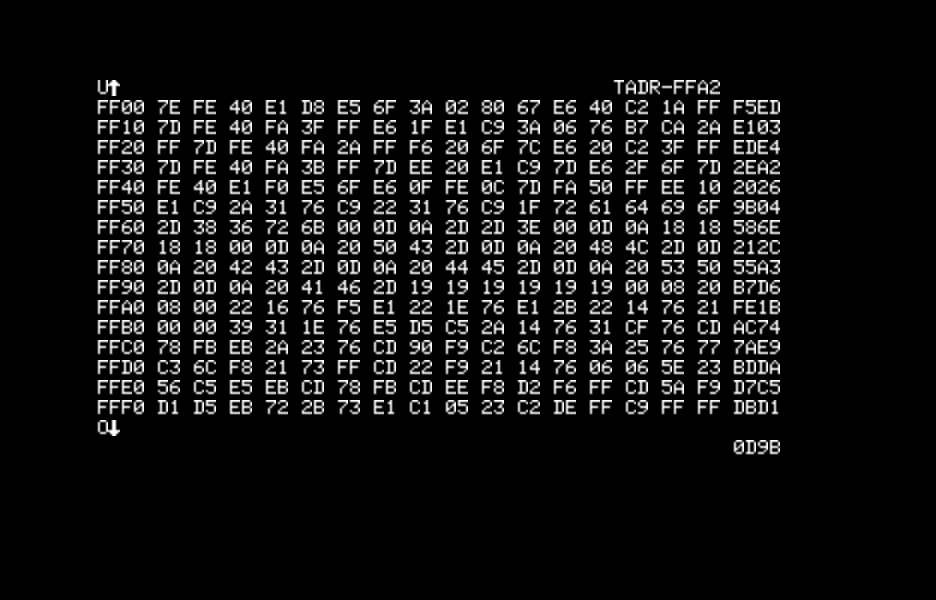 U↑ TADR-FFA2
FF00 7E FE 40 E1 D8 E5 6F 3A 02 80 67 E6 40 C2 1A FF F5ED
FF10 7D FE 40 FA 3F FF E6 1F E1 C9 3A 06 76 B7 CA 2A E103
FF20 FF 7D FE 40 FA 2A FF F6 20 6F 7C E6 20 C2 3F FF EDE4
FF30 7D FE 40 FA 3B FF 7D EE 20 E1 C9 7D E6 2F 6F 7D 2EA2
FF40 FE 40 E1 F0 E5 6F E6 0F FE 0C 7D FA 50 FF EE 10 2026
FF50 E1 C9 2A 31 76 C9 22 31 76 C9 1F 72 61 64 69 6F 9B04
FF60 2D 38 36 72 6B 00 0D 0A 2D 2D 3E 00 0D 0A 18 18 586E
FF70 18 18 00 0D 0A 20 50 43 2D 0D 0A 20 48 4C 2D 0D 212C
FF80 0A 20 42 43 2D 0D 0A 20 44 45 2D 0D 0A 20 53 50 55A3
FF90 2D 0D 0A 20 41 46 2D 19 19 19 19 19 19 00 08 20 B7D6
FFA0 08 00 22 16 76 F5 E1 22 1E 76 E1 2B 22 14 76 21 FE1B
FFB0 00 00 39 31 1E 76 E5 D5 C5 2A 14 76 31 CF 76 CD AC74
FFC0 78 FB EB 2A 23 76 CD 90 F9 C2 6C F8 3A 25 76 77 7AE9
FFD0 C3 6C F8 21 73 FF CD 22 F9 21 14 76 06 06 5E 23 BDDA
FFE0 56 C5 E5 EB CD 78 FB CD EE F8 D2 F6 FF CD 5A F9 D7C5
FFF0 D1 D5 EB 72 2B 73 E1 C1 05 23 C2 DE FF C9 FF FF DBD1
O↓
0D9B